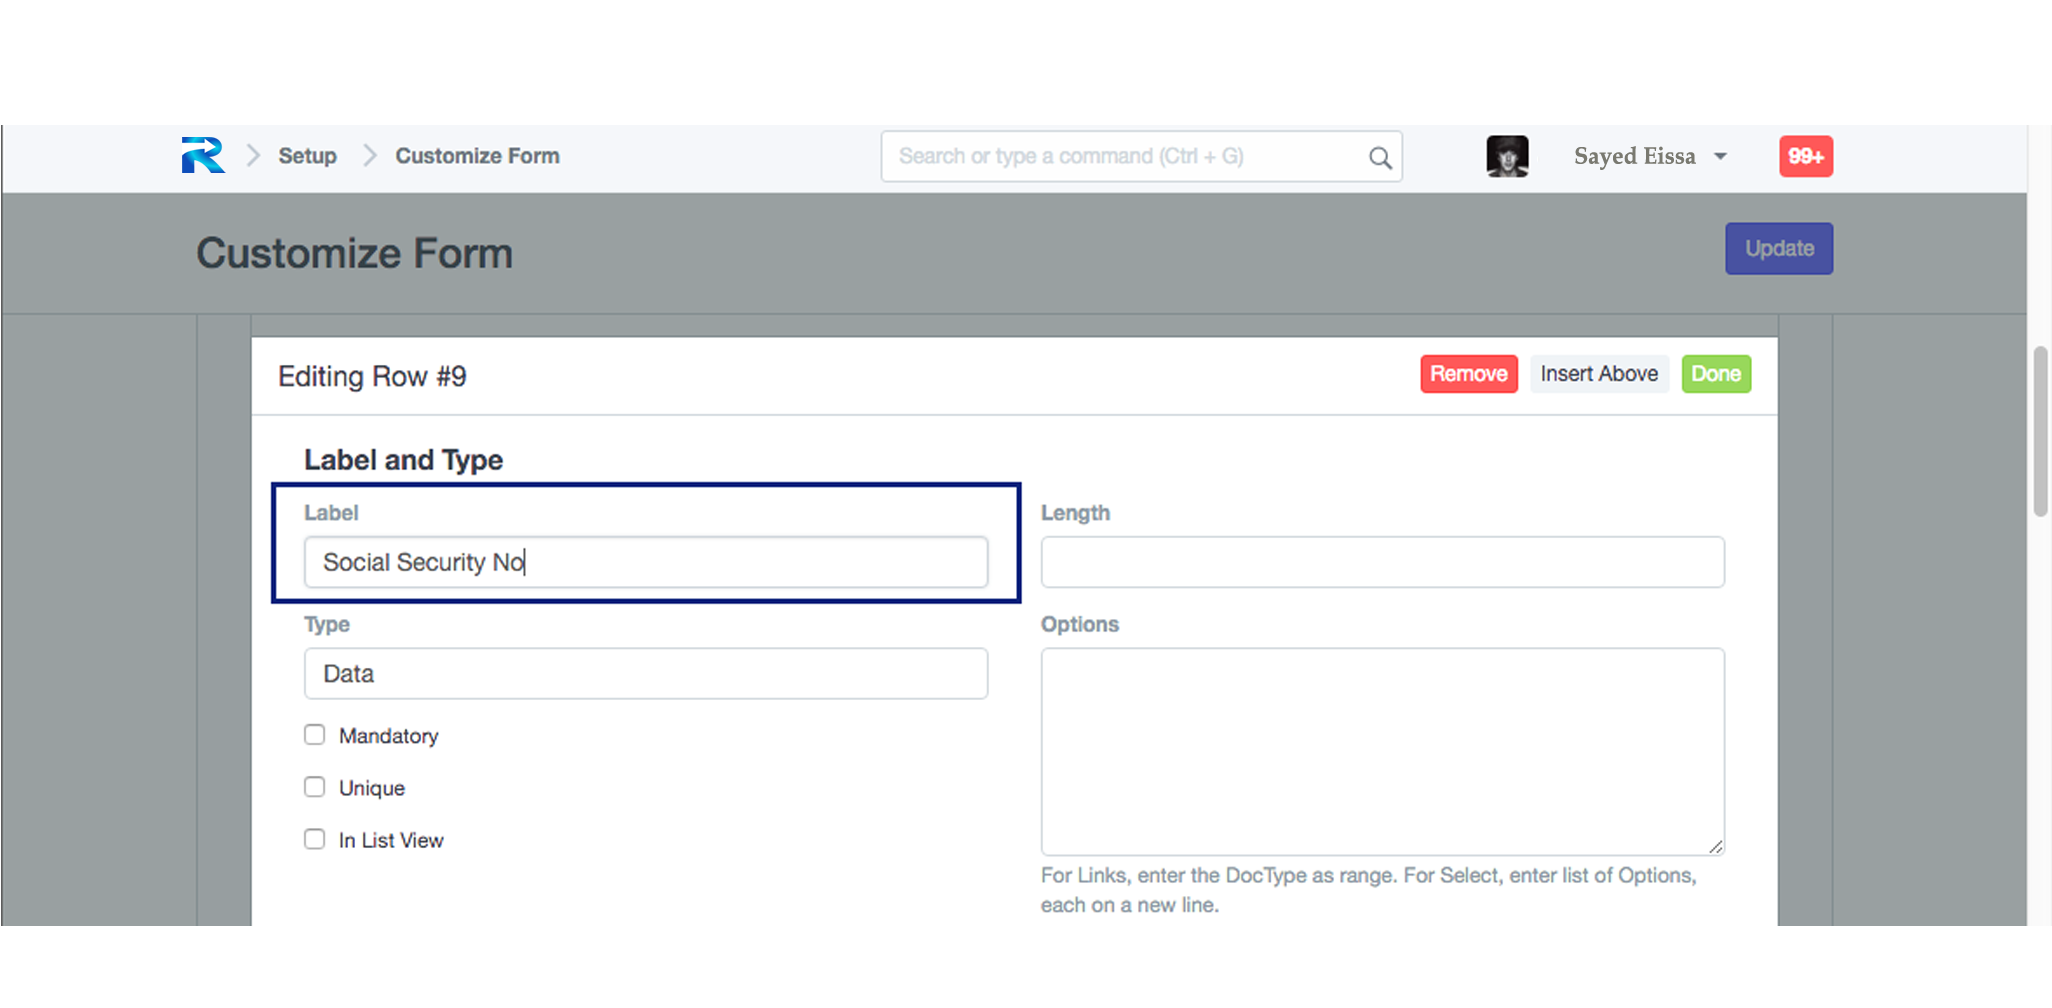 Setup Customize Form Search or type a command (Ctrl + G) Sayed Eissa 99+
Customize Form Update
Editing Row #9 Remove Insert Above Done
Label and Type
Label Length
Social Security No
Type Options
Data
Mandatory
Unique
In List View
For Links, enter the DocType as range. For Select, enter list of Options,
each on a new line.